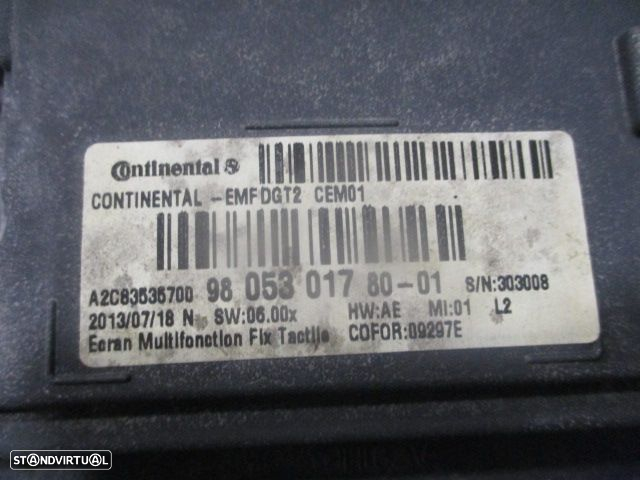 Continental
CONTINENTAL -EMFDGT2 CEM01
A2C83535700 98 053 017 80-01 S/N:303008
2013/07/18 N SW:06.00x HW:AE MI:01 L2
Ecran Multifonction Fix Tactile COFOR:09297E
STANDVIRTUAL